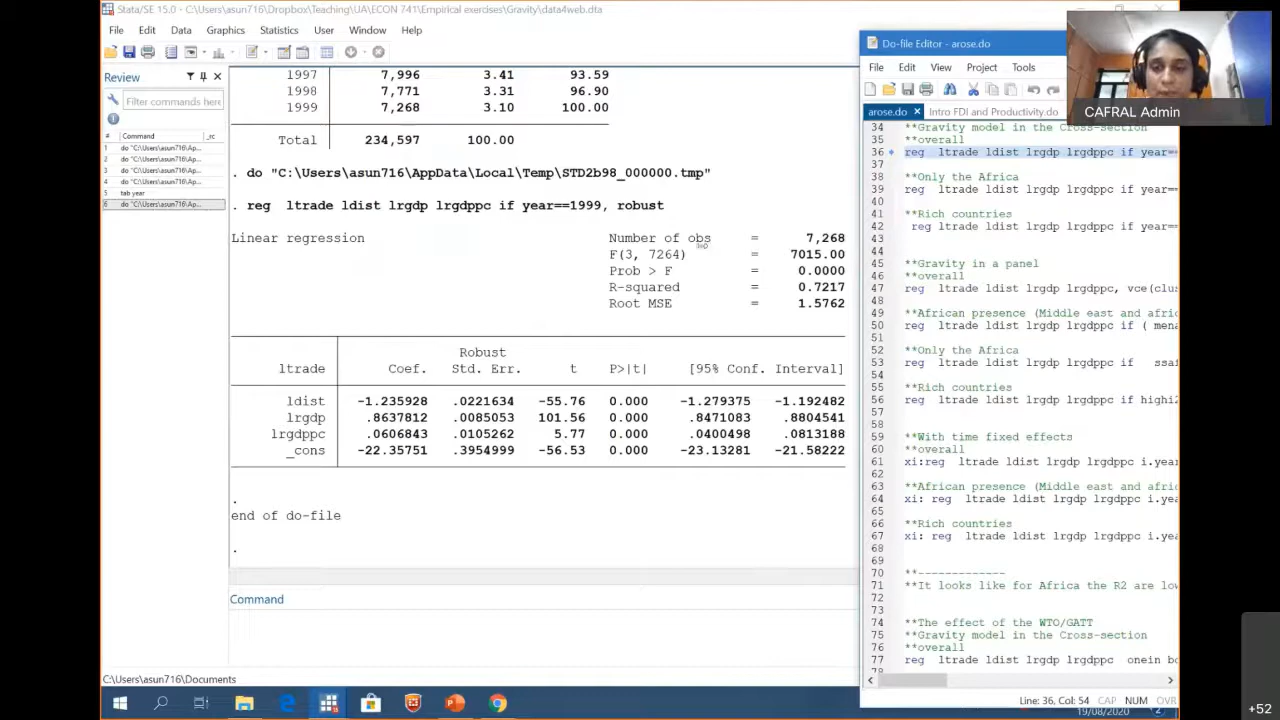 Stata/SE 15.0 - C:\Users\asun716\Dropbox\Teaching\UA\ECON 741\Empirical exercises\Gravity\data4web.dta
File Edit Data Graphics Statistics User Window Help
Review
Filter commands here
# Command _rc
1 do "C:\Users\asun716\Ap...
2 do "C:\Users\asun716\Ap...
3 do "C:\Users\asun716\Ap...
4 do "C:\Users\asun716\Ap...
5 tab year
6 do "C:\Users\asun716\Ap...
1997 7,996 3.41 93.59
1998 7,771 3.31 96.90
1999 7,268 3.10 100.00
Total 234,597 100.00
. do "C:\Users\asun716\AppData\Local\Temp\STD2b98_000000.tmp"
. reg ltrade ldist lrgdp lrgdppc if year==1999, robust
Linear regression Number of obs = 7,268
F(3, 7264) = 7015.00
Prob > F = 0.0000
R-squared = 0.7217
Root MSE = 1.5762
Robust
ltrade Coef. Std. Err. t P>|t| [95% Conf. Interval]
ldist -1.235928 .0221634 -55.76 0.000 -1.279375 -1.192482
lrgdp .8637812 .0085053 101.56 0.000 .8471083 .8804541
lrgdppc .0606843 .0105262 5.77 0.000 .0400498 .0813188
_cons -22.35751 .3954999 -56.53 0.000 -23.13281 -21.58222
.
end of do-file
.
Command
C:\Users\asun716\Documents
Do-file Editor - arose.do
File Edit View Project Tools
arose.do Intro FDI and Productivity.do
34 **Gravity model in the Cross-section
35 **overall
36 reg ltrade ldist lrgdp lrgdppc if year==
37
38 **Only the Africa
39 reg ltrade ldist lrgdp lrgdppc if year==
40
41 **Rich countries
42 reg ltrade ldist lrgdp lrgdppc if year==
43
44
45 **Gravity in a panel
46 **overall
47 reg ltrade ldist lrgdp lrgdppc, vce(clus
48
49 **African presence (Middle east and afric
50 reg ltrade ldist lrgdp lrgdppc if ( mena
51
52 **Only the Africa
53 reg ltrade ldist lrgdp lrgdppc if ssaf
54
55 **Rich countries
56 reg ltrade ldist lrgdp lrgdppc if highi2
57
58
59 **With time fixed effects
60 **overall
61 xi:reg ltrade ldist lrgdp lrgdppc i.year
62
63 **African presence (Middle east and afric
64 xi: reg ltrade ldist lrgdp lrgdppc i.yea
65
66 **Rich countries
67 xi: reg ltrade ldist lrgdp lrgdppc i.yea
68
69
70 **-------------
71 **It looks like for Africa the R2 are low
72
73
74 **The effect of the WTO/GATT
75 **Gravity model in the Cross-section
76 **overall
77 reg ltrade ldist lrgdp lrgdppc onein bo
78
Line: 36, Col: 54 CAP NUM OVR
19/08/2020
CAFRAL Admin
+52